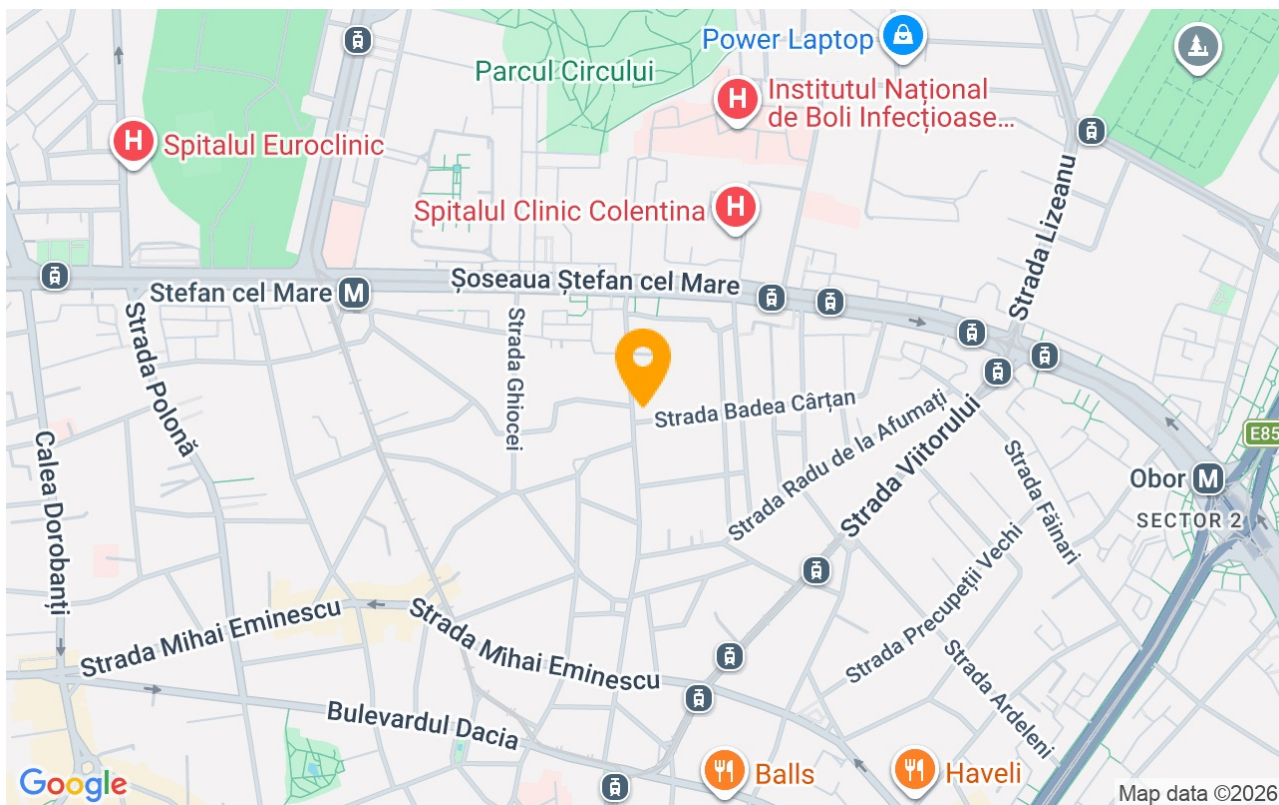 Power Laptop
Parcul Circului
Institutul Național
de Boli Infecțioase...
Spitalul Euroclinic
Strada Lizeanu
Spitalul Clinic Colentina
Șoseaua Ștefan cel Mare
Ștefan cel Mare M
Strada Polonă
Strada Ghiocei
Strada Badea Cârțan
Strada Radu de la Afumați
Strada Viitorului
Calea Dorobanți
E85
Obor M
SECTOR 2
Strada Făinari
Strada Precupeții Vechi
Strada Mihai Eminescu
Strada Mihai Eminescu
Strada Ardeleni
Bulevardul Dacia
Balls
Haveli
Google
Map data ©2026
H
H
H